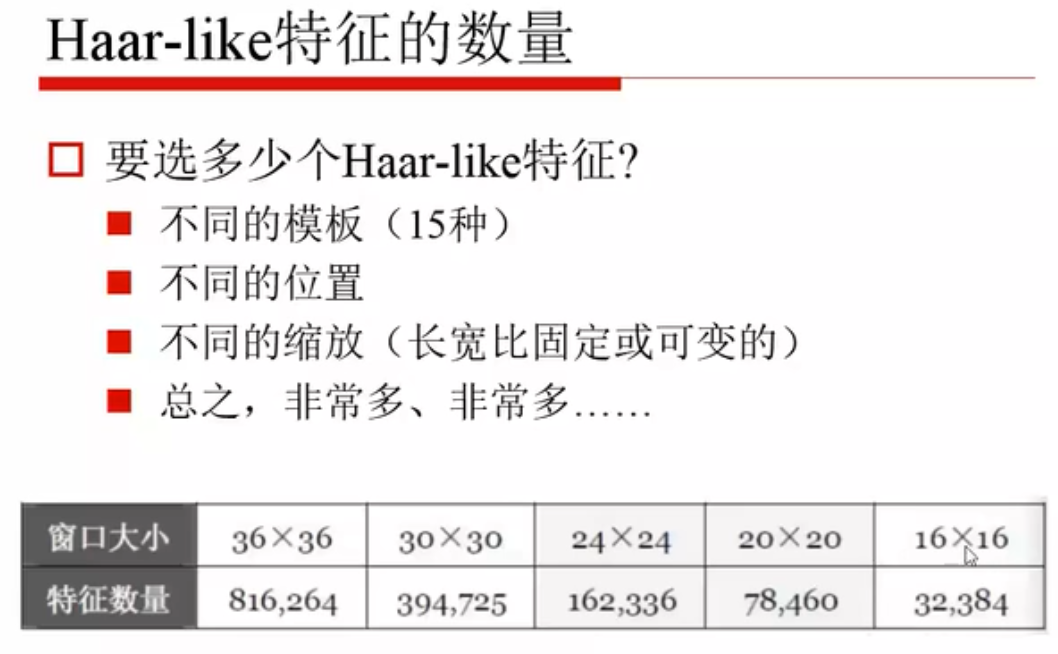 Haar-like特征的数量
要选多少个Haar-like特征?
不同的模板（15种）
不同的位置
不同的缩放（长宽比固定或可变的）
总之，非常多、非常多……
窗口大小 36×36 30×30 24×24 20×20 16×16
特征数量 816,264 394,725 162,336 78,460 32,384